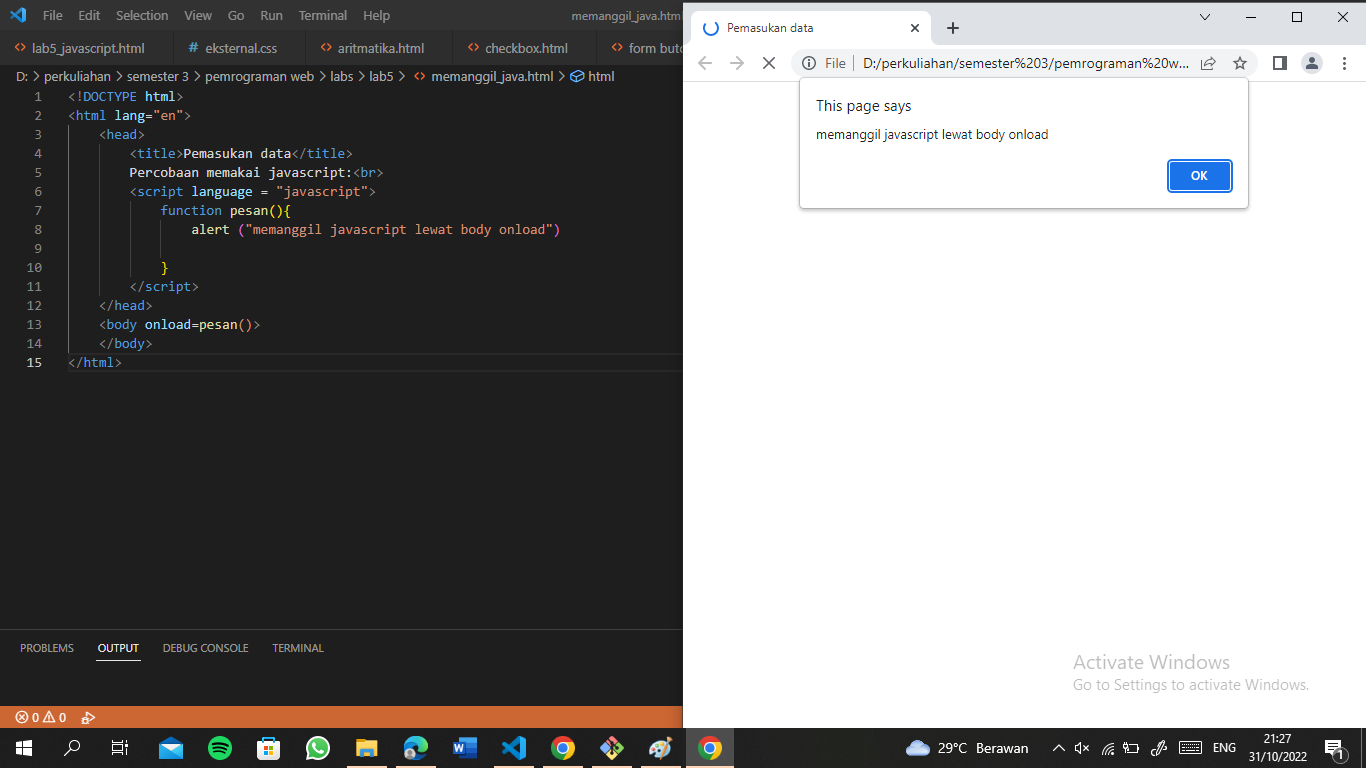 File Edit Selection View Go Run Terminal Help memanggil_java.htm
lab5_javascript.html # eksternal.css aritmatika.html checkbox.html form buto
D: > perkuliahan > semester 3 > pemrograman web > labs > lab5 > memanggil_java.html > html
1 <!DOCTYPE html>
2 <html lang="en">
3 <head>
4 <title>Pemasukan data</title>
5 Percobaan memakai javascript:<br>
6 <script language = "javascript">
7 function pesan(){
8 alert ("memanggil javascript lewat body onload")
9
10 }
11 </script>
12 </head>
13 <body onload=pesan()>
14 </body>
15 </html>
PROBLEMS OUTPUT DEBUG CONSOLE TERMINAL
0 0
Pemasukan data
File D:/perkuliahan/semester%203/pemrograman%20w...
This page says
memanggil javascript lewat body onload
OK
Activate Windows
Go to Settings to activate Windows.
29°C Berawan ENG 21:27
31/10/2022 1